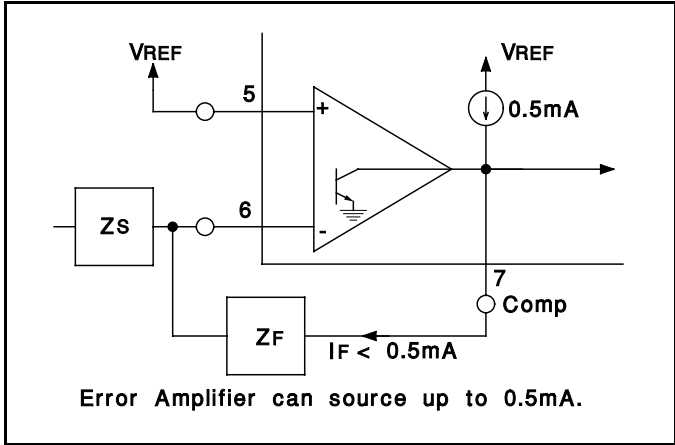 VREF
VREF
5
+
0.5mA
6
ZS
-
7
Comp
ZF
IF < 0.5mA
Error Amplifier can source up to 0.5mA.